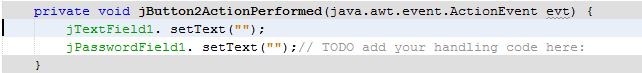 private void jButton2ActionPerformed(java.awt.event.ActionEvent evt) {
jTextField1. setText("");
jPasswordField1. setText("");// TODO add your handling code here:
}